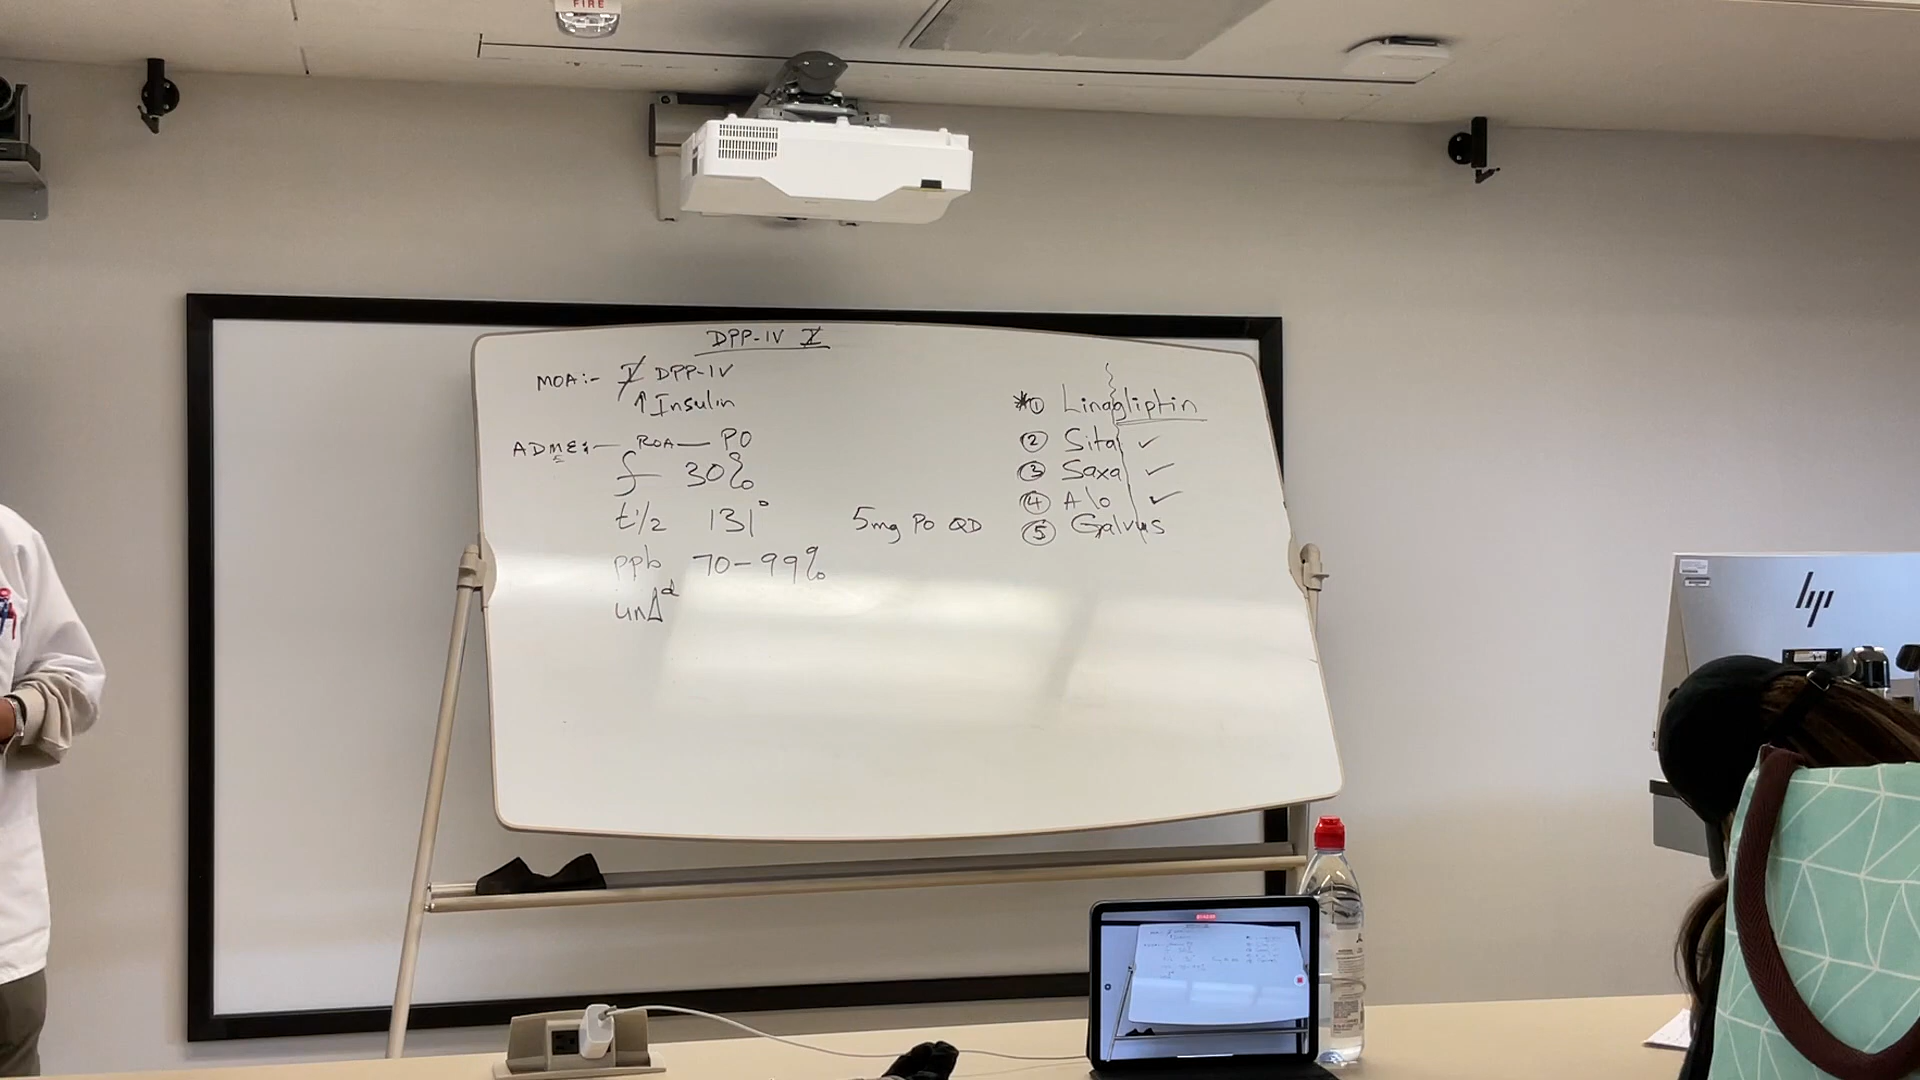 FIRE
DPP-IV I
MOA:- I DPP-IV
↑ Insulin
ADME:— ROA — PO
f 30%
t1/2 131°
5mg PO QD
ppb 70-99%
unΔd
*① Linagliptin
② Sita ✓
③ Saxa ✓
④ Alo ✓
⑤ Galvus
hp